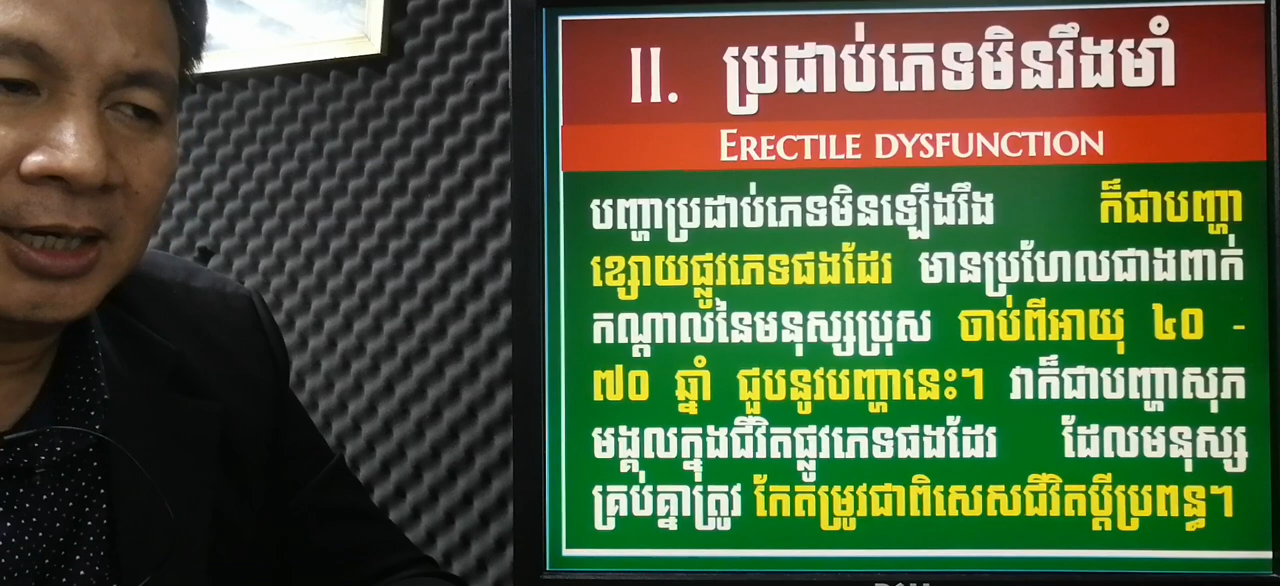 II. ប្រដាប់ភេទមិនរឹងមាំ
ERECTILE DYSFUNCTION
បញ្ហាប្រដាប់ភេទមិនឡើងរឹង ក៏ជាបញ្ហា
ខ្សោយផ្លូវភេទផងដែរ មានប្រហែលជាងពាក់
កណ្តាលនៃមនុស្សប្រុស ចាប់ពីអាយុ ៤០ -
៧០ ឆ្នាំ ជួបនូវបញ្ហានេះ។ វាក៏ជាបញ្ហាសុភ
មង្គលក្នុងជីវិតផ្លូវភេទផងដែរ ដែលមនុស្ស
គ្រប់គ្នាត្រូវ កែតម្រូវជាពិសេសជីវិតប្តីប្រពន្ធ។